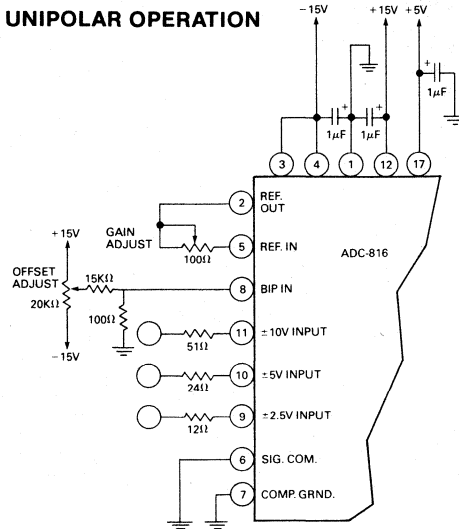 UNIPOLAR OPERATION
−15V
+15V
+5V
+
1μF
+
1μF
+
1μF
3
4
1
12
17
2
REF.
OUT
GAIN
ADJUST
100Ω
5
REF. IN
ADC-816
+15V
OFFSET
ADJUST
20KΩ
−15V
15KΩ
100Ω
8
BIP IN
51Ω
11
±10V INPUT
24Ω
10
±5V INPUT
12Ω
9
±2.5V INPUT
6
SIG. COM.
7
COMP. GRND.